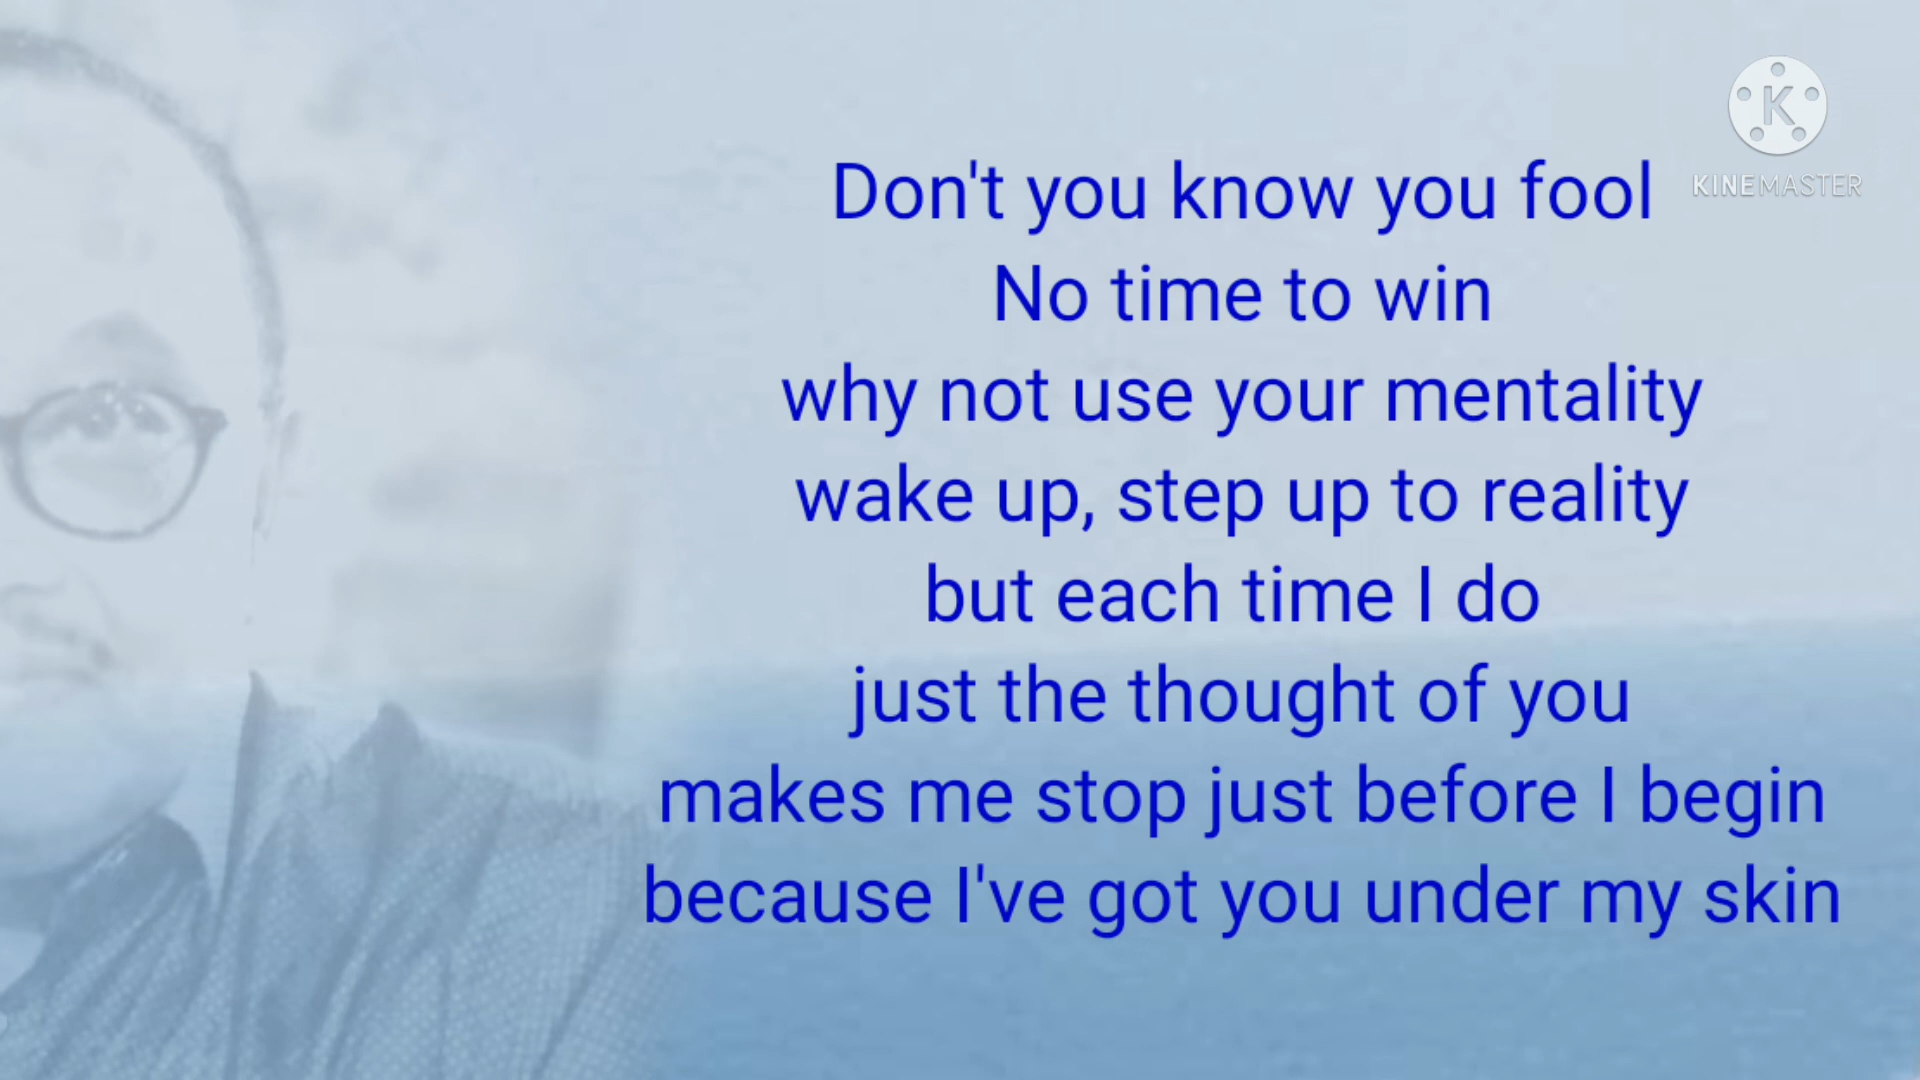 Don't you know you fool
No time to win
why not use your mentality
wake up, step up to reality
but each time I do
just the thought of you
makes me stop just before I begin
because I've got you under my skin
K
KINEMASTER